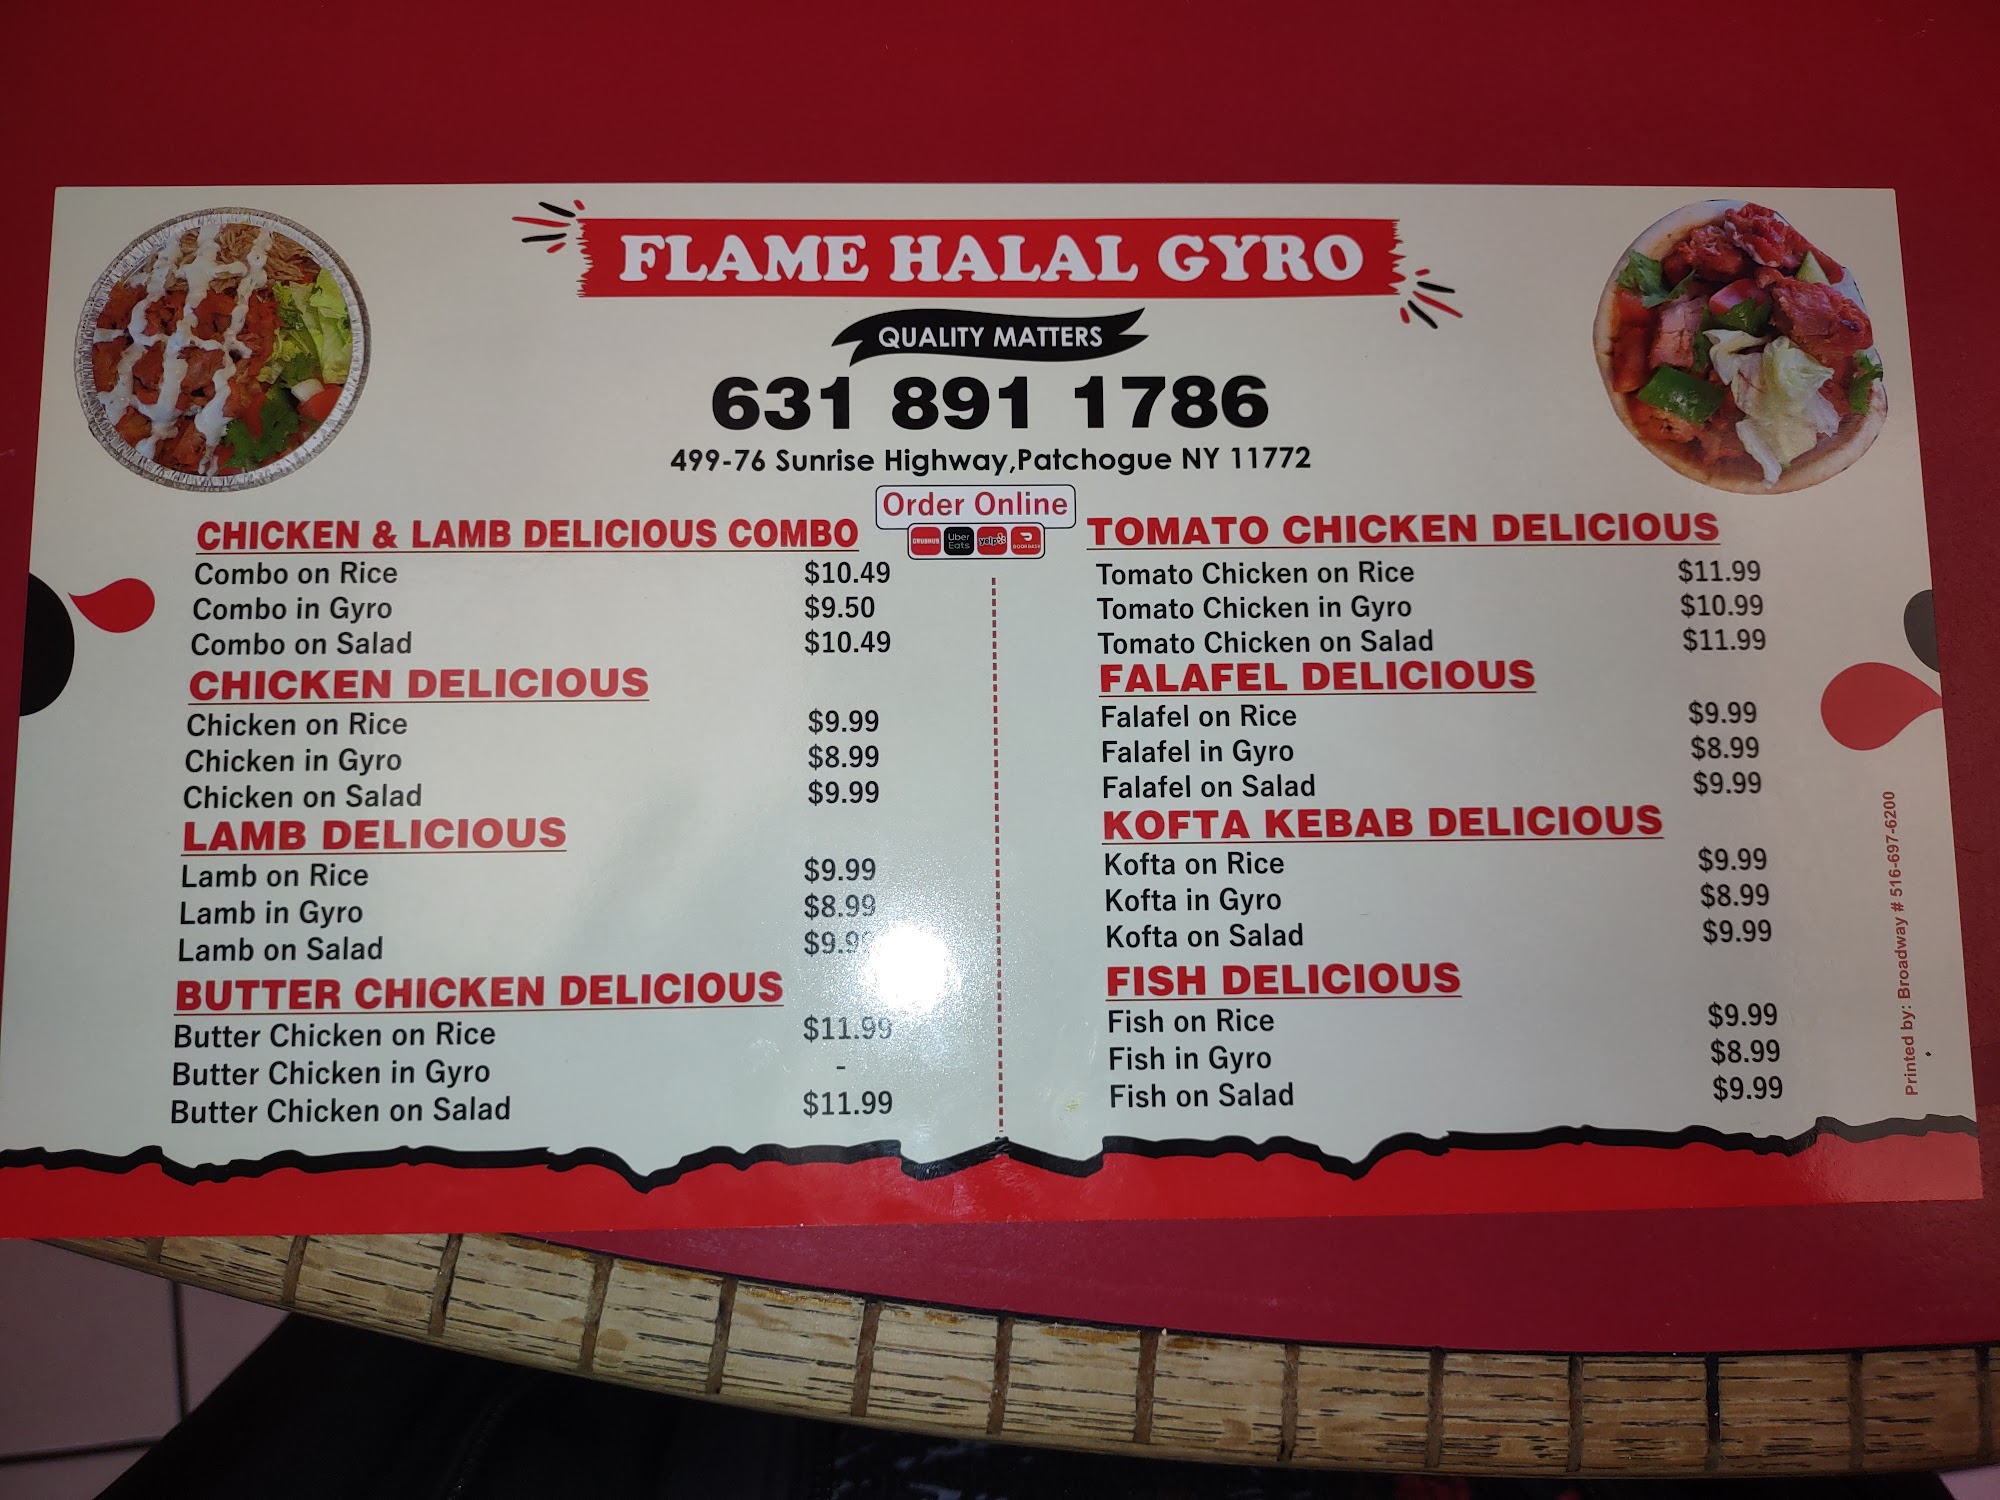 FLAME HALAL GYRO
QUALITY MATTERS
631 891 1786
499-76 Sunrise Highway,Patchogue NY 11772
Order Online
GRUBHUB
Uber Eats
yelp
DOORDASH
CHICKEN & LAMB DELICIOUS COMBO
Combo on Rice $10.49
Combo in Gyro $9.50
Combo on Salad $10.49
CHICKEN DELICIOUS
Chicken on Rice $9.99
Chicken in Gyro $8.99
Chicken on Salad $9.99
LAMB DELICIOUS
Lamb on Rice $9.99
Lamb in Gyro $8.99
Lamb on Salad $9.99
BUTTER CHICKEN DELICIOUS
Butter Chicken on Rice $11.99
Butter Chicken in Gyro -
Butter Chicken on Salad $11.99
TOMATO CHICKEN DELICIOUS
Tomato Chicken on Rice $11.99
Tomato Chicken in Gyro $10.99
Tomato Chicken on Salad $11.99
FALAFEL DELICIOUS
Falafel on Rice $9.99
Falafel in Gyro $8.99
Falafel on Salad $9.99
KOFTA KEBAB DELICIOUS
Kofta on Rice $9.99
Kofta in Gyro $8.99
Kofta on Salad $9.99
FISH DELICIOUS
Fish on Rice $9.99
Fish in Gyro $8.99
Fish on Salad $9.99
Printed by: Broadway # 516-697-6200